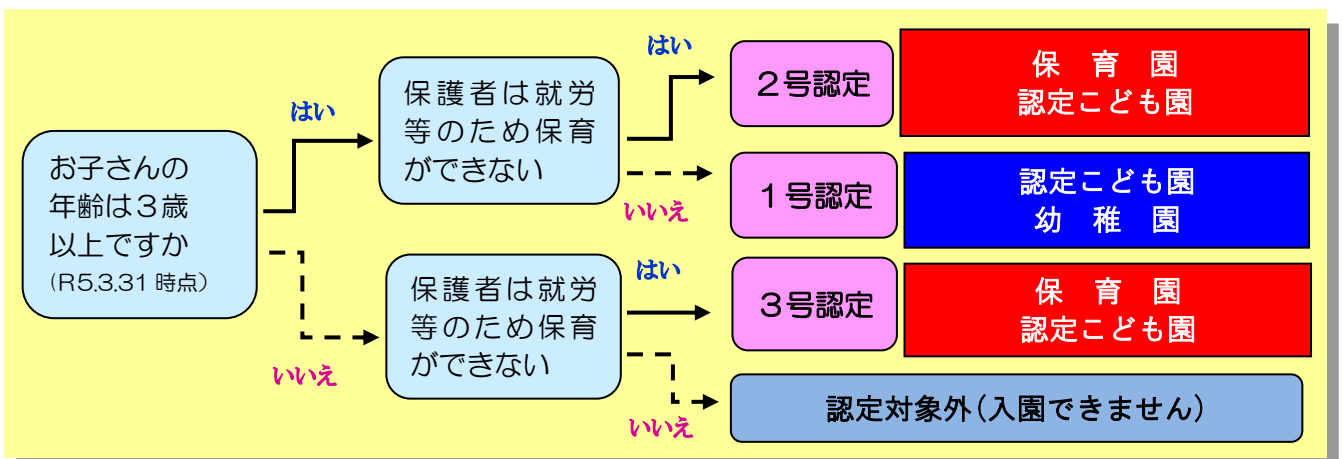 お子さんの
年齢は３歳
以上ですか
(R5.3.31 時点)
はい
いいえ
保護者は就労
等のため保育
ができない
はい
いいえ
保護者は就労
等のため保育
ができない
はい
いいえ
２号認定
保　育　園
認定こども園
１号認定
認定こども園
幼　稚　園
３号認定
保　育　園
認定こども園
認定対象外(入園できません)